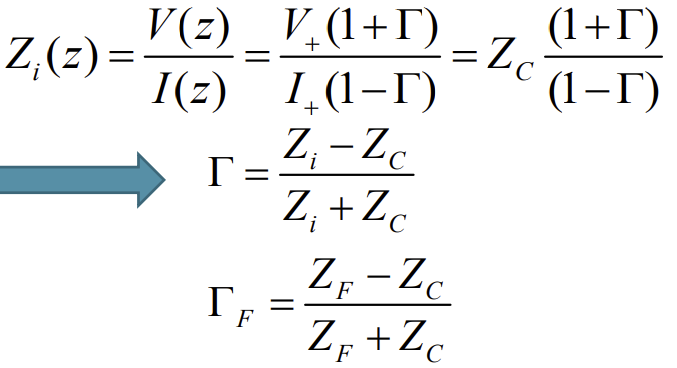 Z_i(z) = V(z)/I(z) = V_+(1+Γ)/I_+(1−Γ) = Z_C (1+Γ)/(1−Γ)
Γ = (Z_i − Z_C)/(Z_i + Z_C)
Γ_F = (Z_F − Z_C)/(Z_F + Z_C)